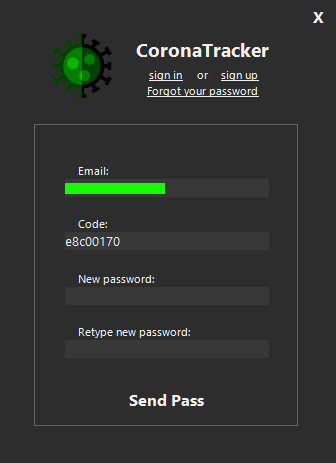 X
CoronaTracker
sign in or sign up
Forgot your password
Email:
Code:
e8c00170
New password:
Retype new password:
Send Pass